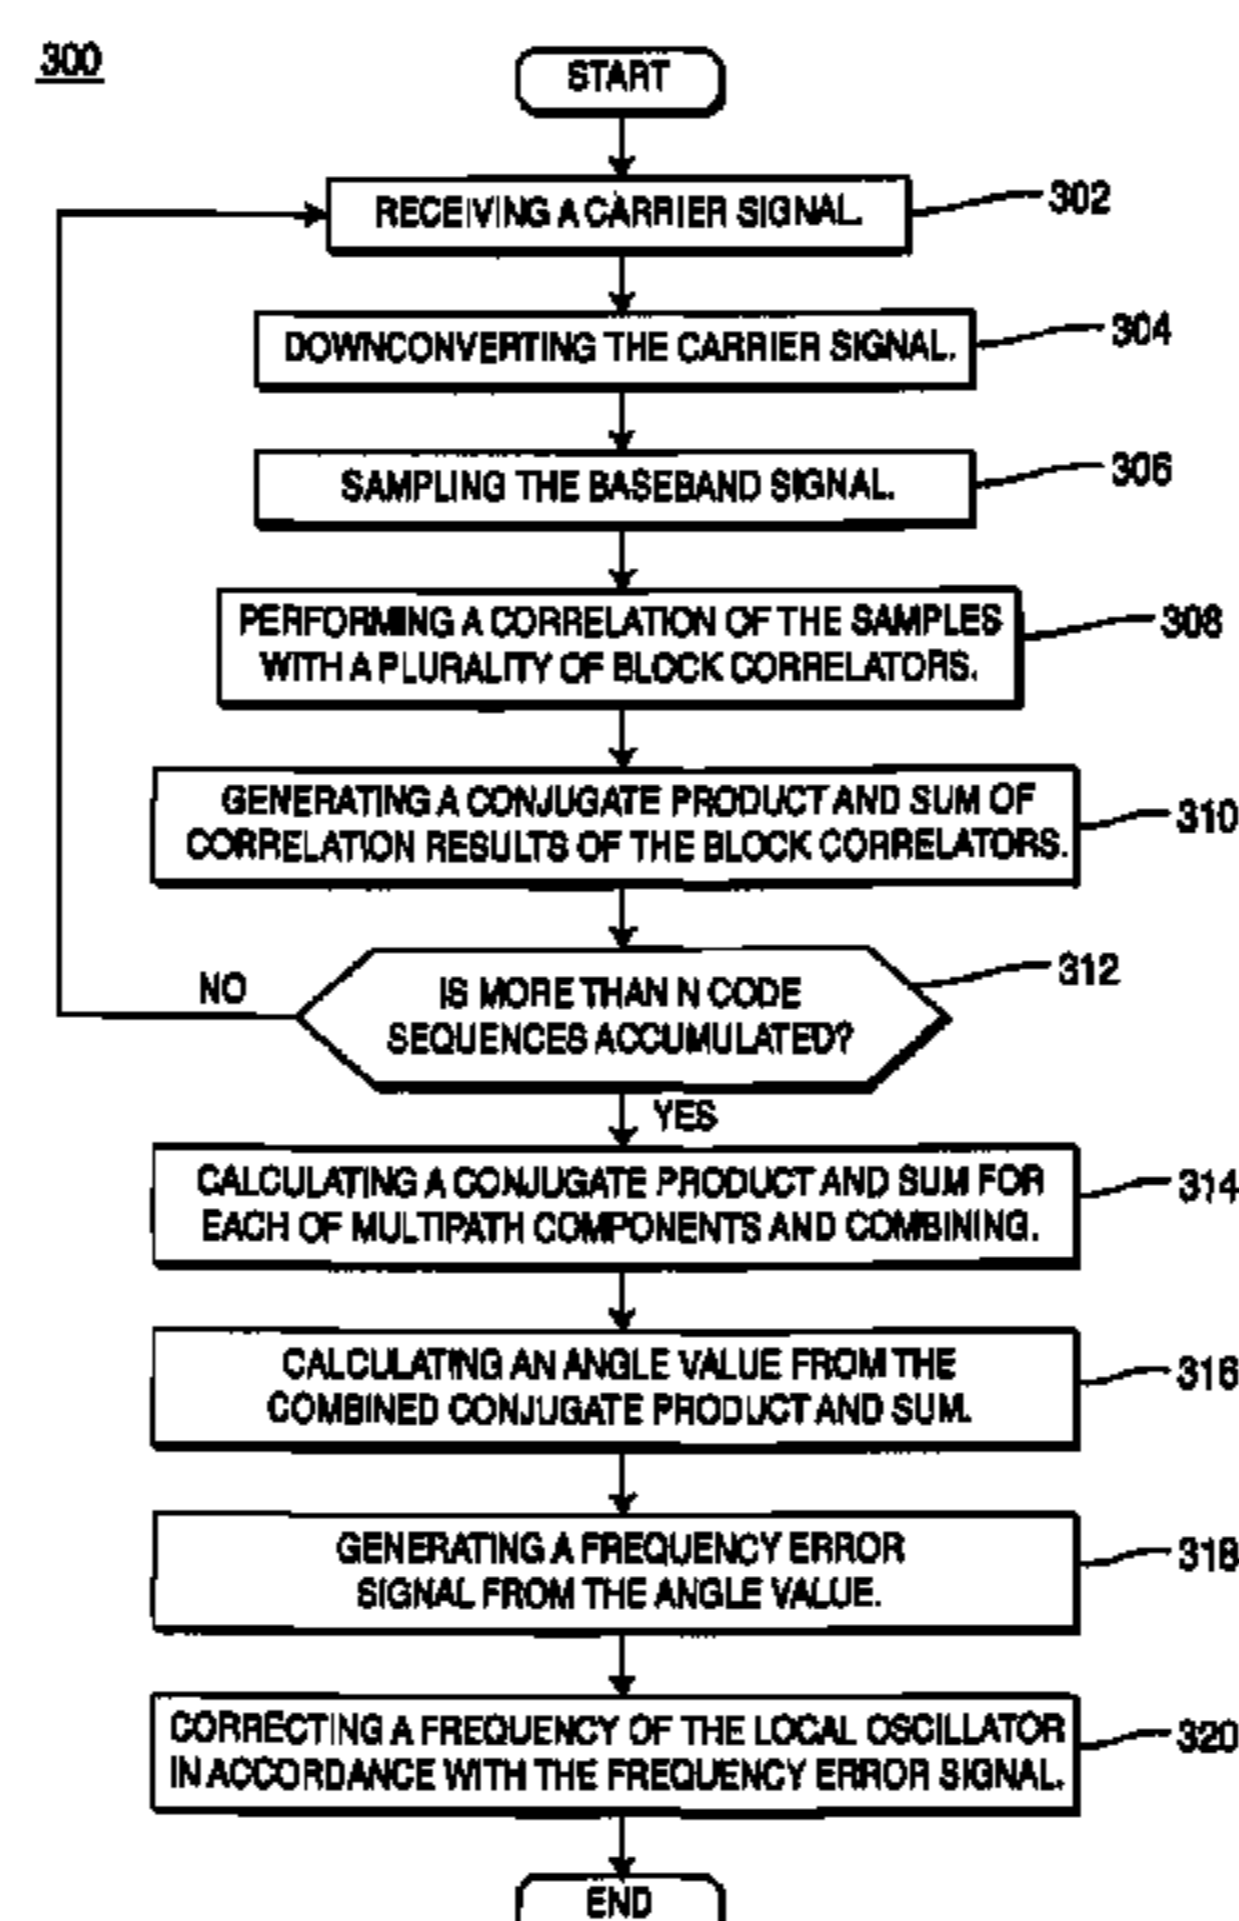 300
START
RECEIVING A CARRIER SIGNAL.
302
DOWNCONVERTING THE CARRIER SIGNAL.
304
SAMPLING THE BASEBAND SIGNAL.
306
PERFORMING A CORRELATION OF THE SAMPLES
WITH A PLURALITY OF BLOCK CORRELATORS.
308
GENERATING A CONJUGATE PRODUCT AND SUM OF
CORRELATION RESULTS OF THE BLOCK CORRELATORS.
310
NO
IS MORE THAN N CODE
SEQUENCES ACCUMULATED?
312
YES
CALCULATING A CONJUGATE PRODUCT AND SUM FOR
EACH OF MULTIPATH COMPONENTS AND COMBINING.
314
CALCULATING AN ANGLE VALUE FROM THE
COMBINED CONJUGATE PRODUCT AND SUM.
316
GENERATING A FREQUENCY ERROR
SIGNAL FROM THE ANGLE VALUE.
318
CORRECTING A FREQUENCY OF THE LOCAL OSCILLATOR
IN ACCORDANCE WITH THE FREQUENCY ERROR SIGNAL.
320
END